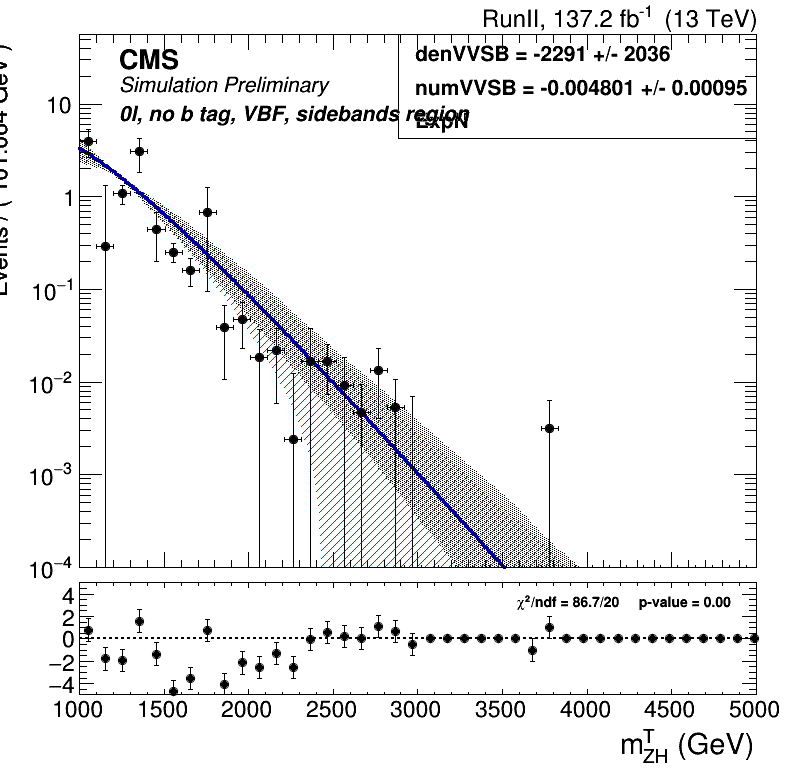 RunII, 137.2 fb⁻¹ (13 TeV)
CMS
Simulation Preliminary
0l, no b tag, VBF, sidebands region
denVVSB = -2291 +/- 2036
numVVSB = -0.004801 +/- 0.00095
ExpN
10
1
10⁻¹
10⁻²
10⁻³
10⁻⁴
χ²/ndf = 86.7/20 p-value = 0.00
4
2
0
−2
−4
1000 1500 2000 2500 3000 3500 4000 4500 5000
m^T_ZH (GeV)